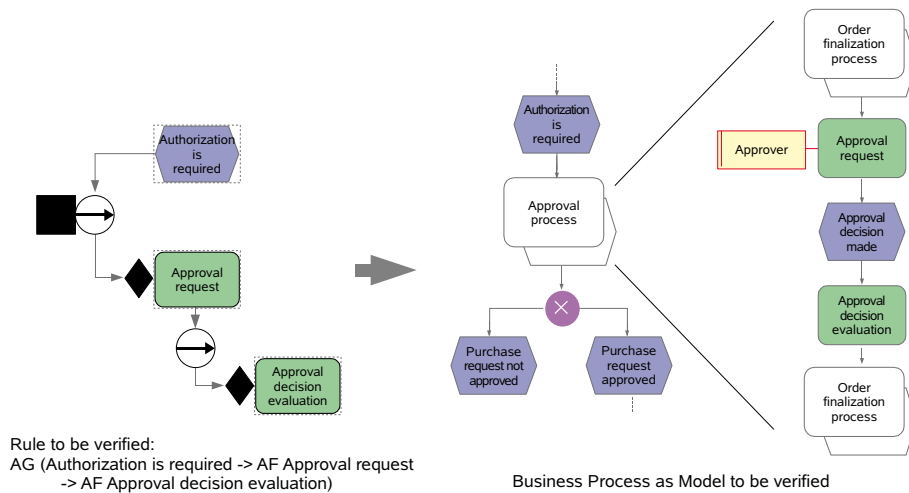 Authorization
is
required
Approval
request
Approval
decision
evaluation
Rule to be verified:
AG (Authorization is required -> AF Approval request
-> AF Approval decision evaluation)
Authorization
is
required
Approval
process
Purchase
request not
approved
Purchase
request
approved
Order
finalization
process
Approver
Approval
request
Approval
decision
made
Approval
decision
evaluation
Order
finalization
process
Business Process as Model to be verified